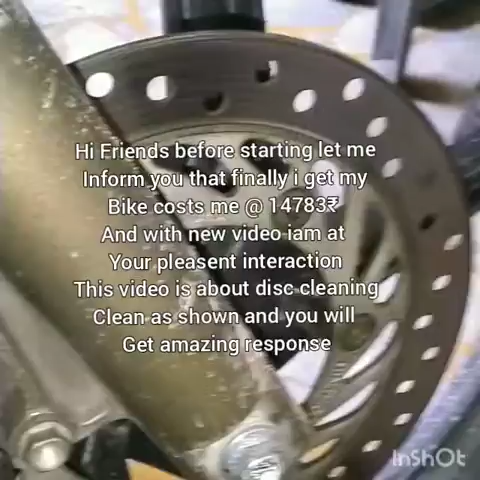 Hi Friends before starting let me
Inform you that finally i get my
Bike costs me @ 14783₹
And with new video iam at
Your pleasent interaction
This video is about disc cleaning
Clean as shown and you will
Get amazing response
InShOt